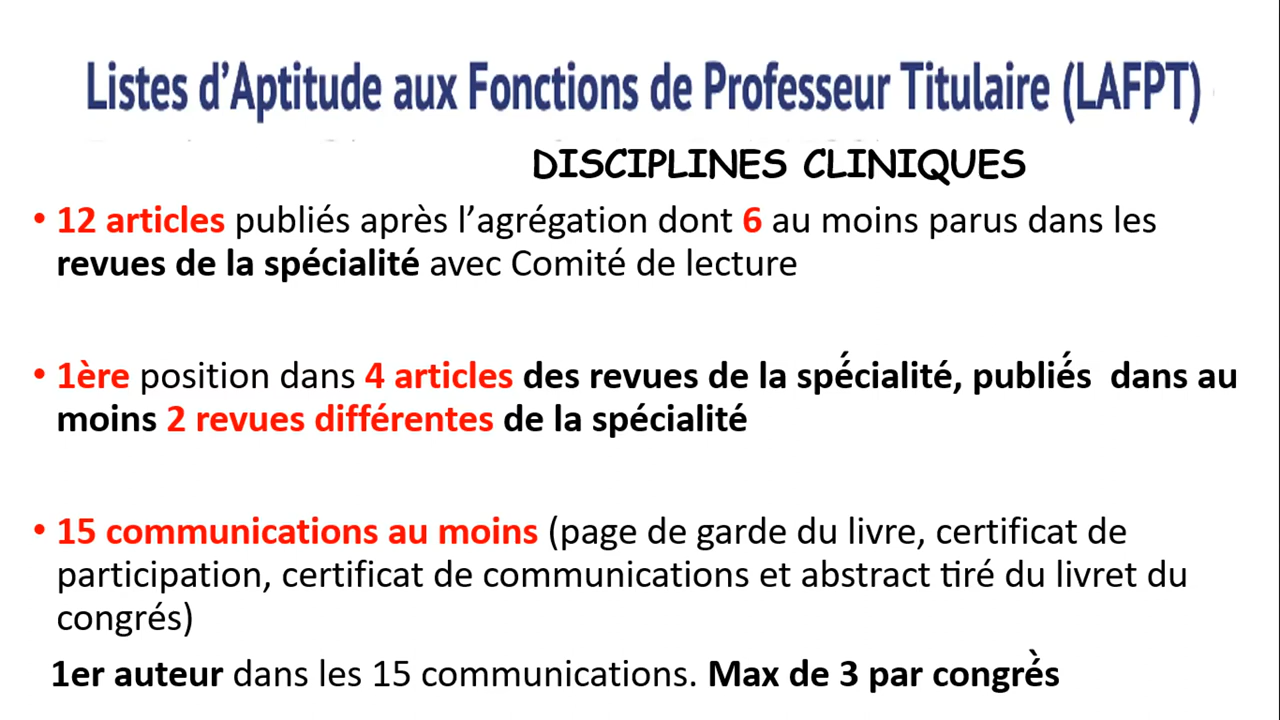 Listes d’Aptitude aux Fonctions de Professeur Titulaire (LAFPT)
DISCIPLINES CLINIQUES
• 12 articles publiés après l’agrégation dont 6 au moins parus dans les
revues de la spécialité avec Comité de lecture
• 1ère position dans 4 articles des revues de la spécialité, publiés dans au
moins 2 revues différentes de la spécialité
• 15 communications au moins (page de garde du livre, certificat de
participation, certificat de communications et abstract tiré du livret du
congrés)
1er auteur dans les 15 communications. Max de 3 par congrés̀